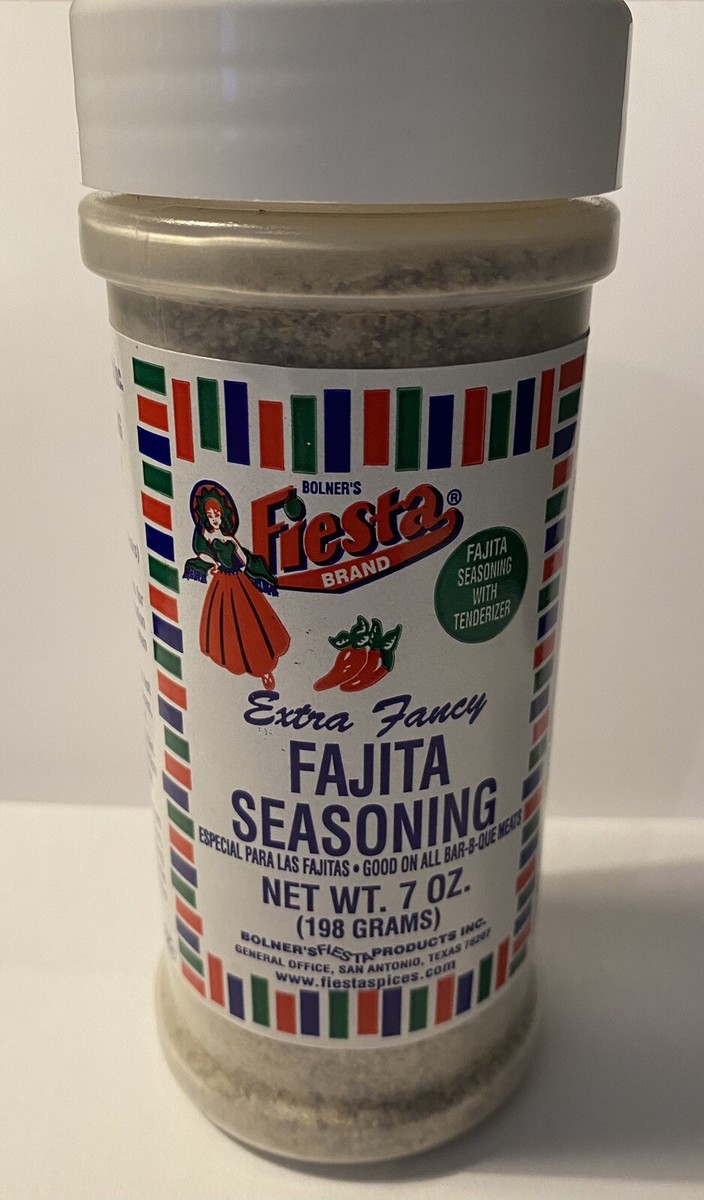 BOLNER'S
Fiesta®
BRAND
FAJITA
SEASONING
WITH
TENDERIZER
Extra Fancy
FAJITA
SEASONING
ESPECIAL PARA LAS FAJITAS • GOOD ON ALL BAR-B-QUE MEATS
NET WT. 7 OZ.
(198 GRAMS)
BOLNER'S FIESTA PRODUCTS INC.
GENERAL OFFICE, SAN ANTONIO, TEXAS 78207
www.fiestaspices.com